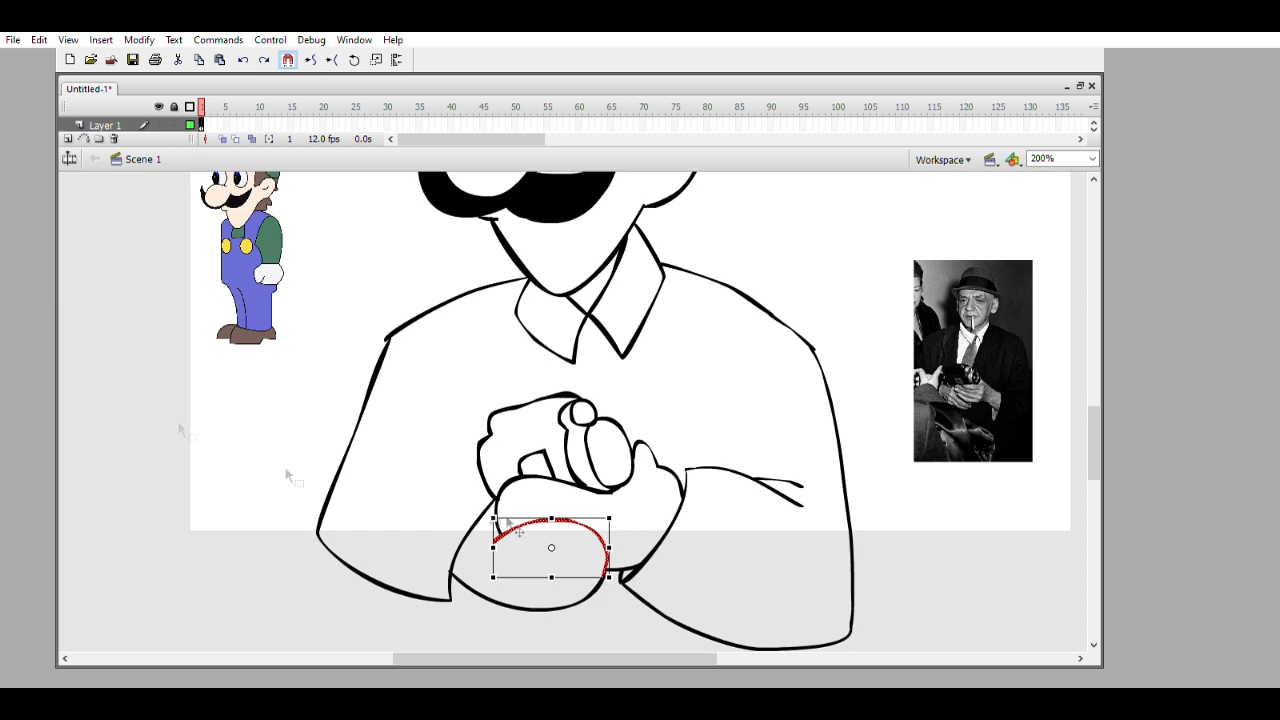 File Edit View Insert Modify Text Commands Control Debug Window Help
Untitled-1*
5 10 15 20 25 30 35 40 45 50 55 60 65 70 75 80 85 90 95 100 105 110 115 120 125 130 135
Layer 1
1 12.0 fps 0.0s
Scene 1 Workspace 200%